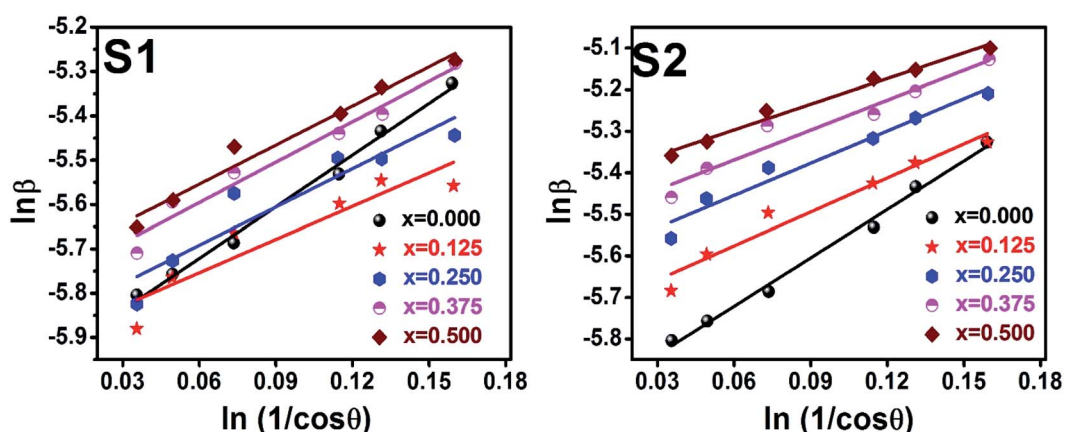 S1
lnβ
-5.2
-5.3
-5.4
-5.5
-5.6
-5.7
-5.8
-5.9
x=0.000
x=0.125
x=0.250
x=0.375
x=0.500
0.03 0.06 0.09 0.12 0.15 0.18
ln (1/cosθ)
S2
lnβ
-5.1
-5.2
-5.3
-5.4
-5.5
-5.6
-5.7
-5.8
x=0.000
x=0.125
x=0.250
x=0.375
x=0.500
0.03 0.06 0.09 0.12 0.15 0.18
ln (1/cosθ)